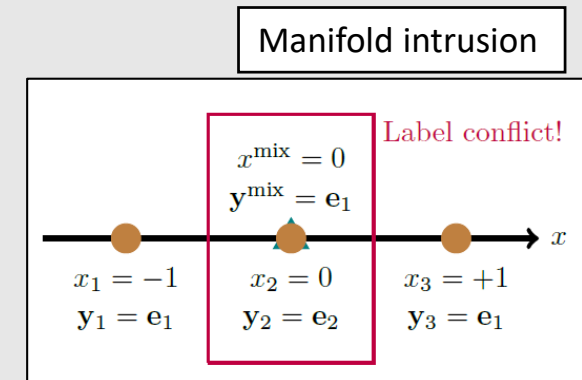 Manifold intrusion
Label conflict!
x^mix = 0
y^mix = e₁
x
x₁ = −1 x₂ = 0 x₃ = +1
y₁ = e₁ y₂ = e₂ y₃ = e₁